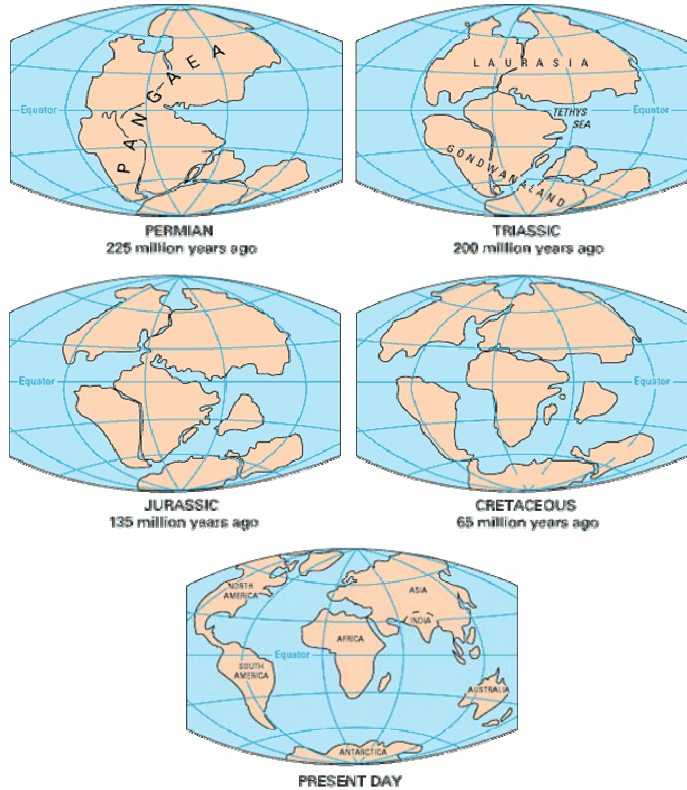 PANGAEA
Equator
PERMIAN
225 million years ago
LAURASIA
TETHYS
SEA
Equator
GONDWANALAND
TRIASSIC
200 million years ago
Equator
JURASSIC
135 million years ago
Equator
CRETACEOUS
65 million years ago
NORTH
AMERICA
ASIA
INDIA
AFRICA
Equator
SOUTH
AMERICA
AUSTRALIA
ANTARCTICA
PRESENT DAY